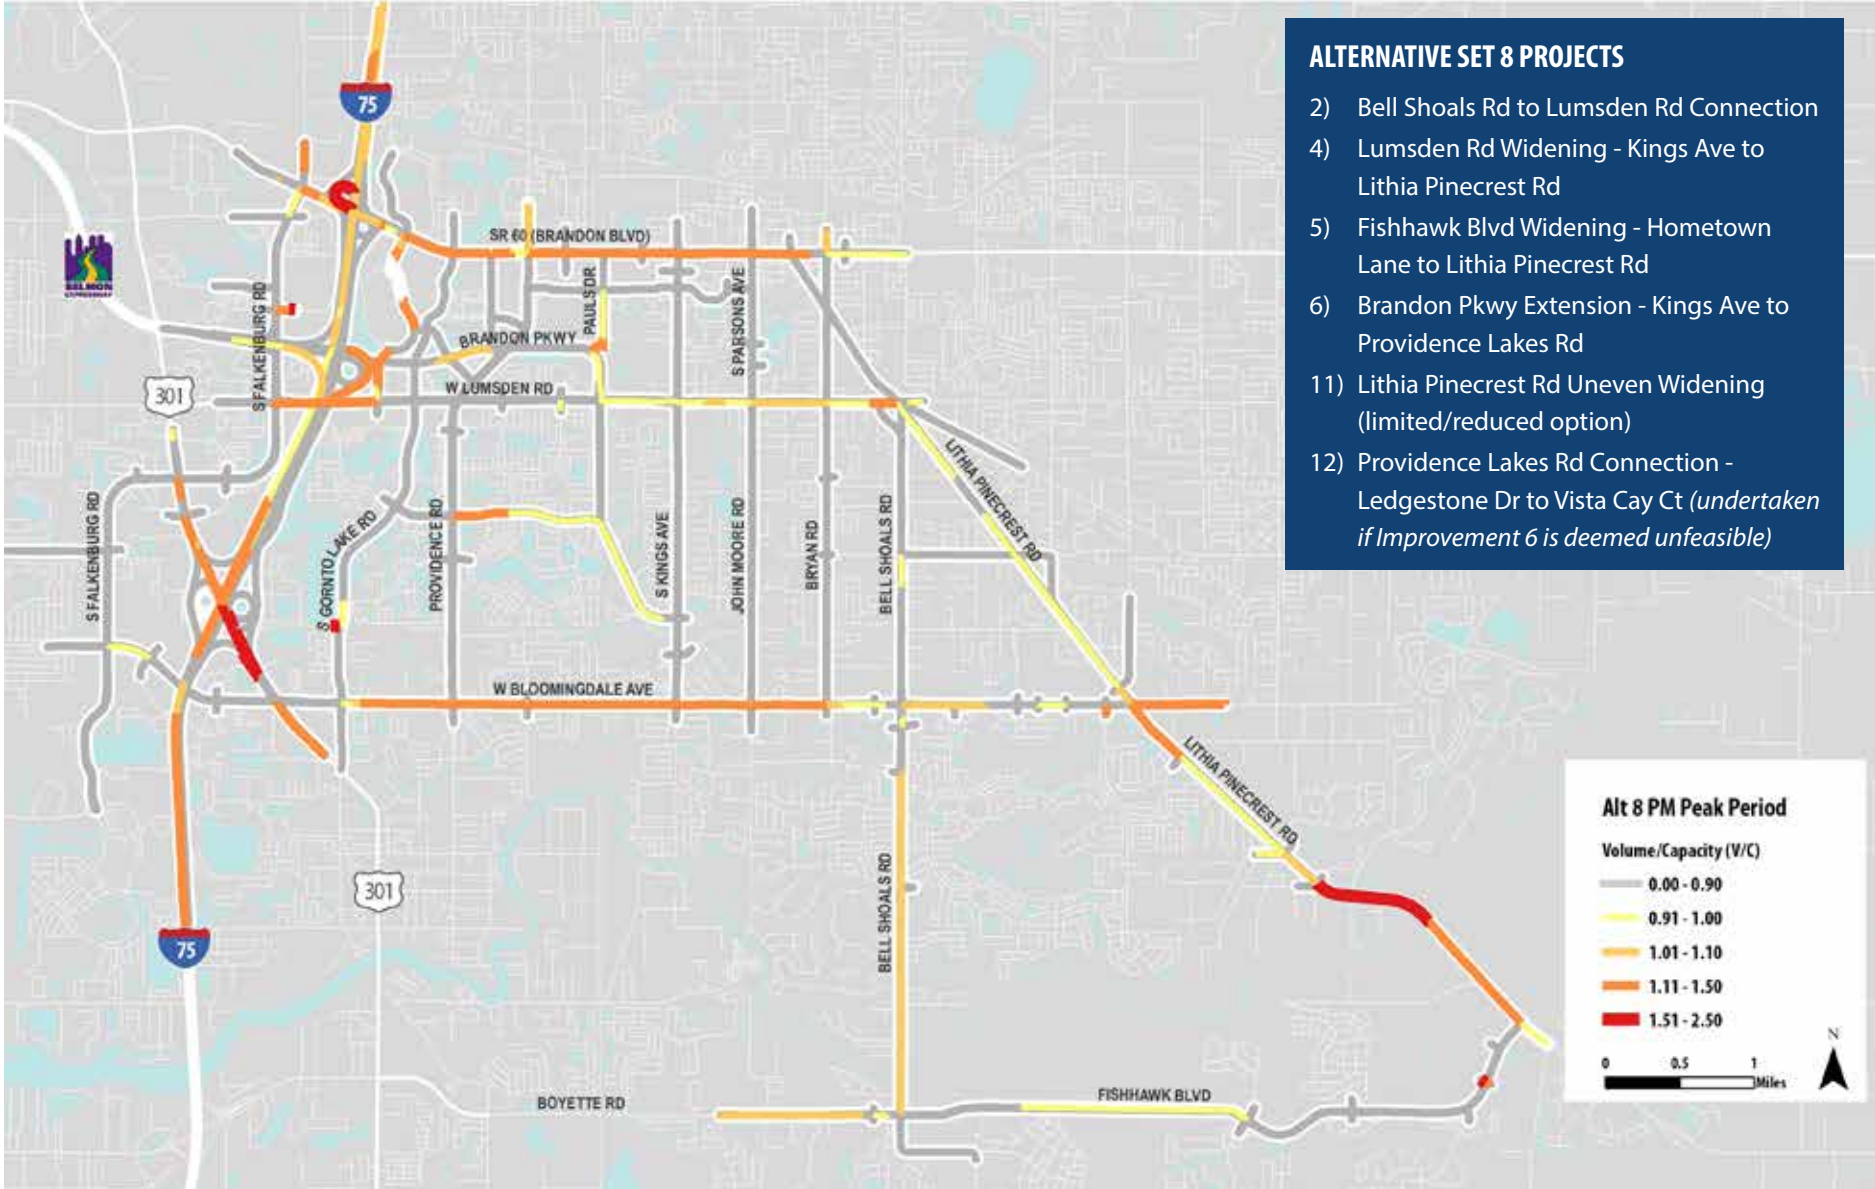 ALTERNATIVE SET 8 PROJECTS
2) Bell Shoals Rd to Lumsden Rd Connection
4) Lumsden Rd Widening - Kings Ave to
Lithia Pinecrest Rd
5) Fishhawk Blvd Widening - Hometown
Lane to Lithia Pinecrest Rd
6) Brandon Pkwy Extension - Kings Ave to
Providence Lakes Rd
11) Lithia Pinecrest Rd Uneven Widening
(limited/reduced option)
12) Providence Lakes Rd Connection -
Ledgestone Dr to Vista Cay Ct (undertaken
if Improvement 6 is deemed unfeasible)
75
SR 60 (BRANDON BLVD)
SELMON
EXPRESSWAY
S FALKENBURG RD
PAULS DR
S PARSONS AVE
BRANDON PKWY
W LUMSDEN RD
301
LITHIA PINECREST RD
S FALKENBURG RD
S GORNTO LAKE RD
PROVIDENCE RD
S KINGS AVE
JOHN MOORE RD
BRYAN RD
BELL SHOALS RD
W BLOOMINGDALE AVE
LITHIA PINECREST RD
301
BELL SHOALS RD
75
BOYETTE RD
FISHHAWK BLVD
Alt 8 PM Peak Period
Volume/Capacity (V/C)
0.00 - 0.90
0.91 - 1.00
1.01 - 1.10
1.11 - 1.50
1.51 - 2.50
0 0.5 1
Miles
N